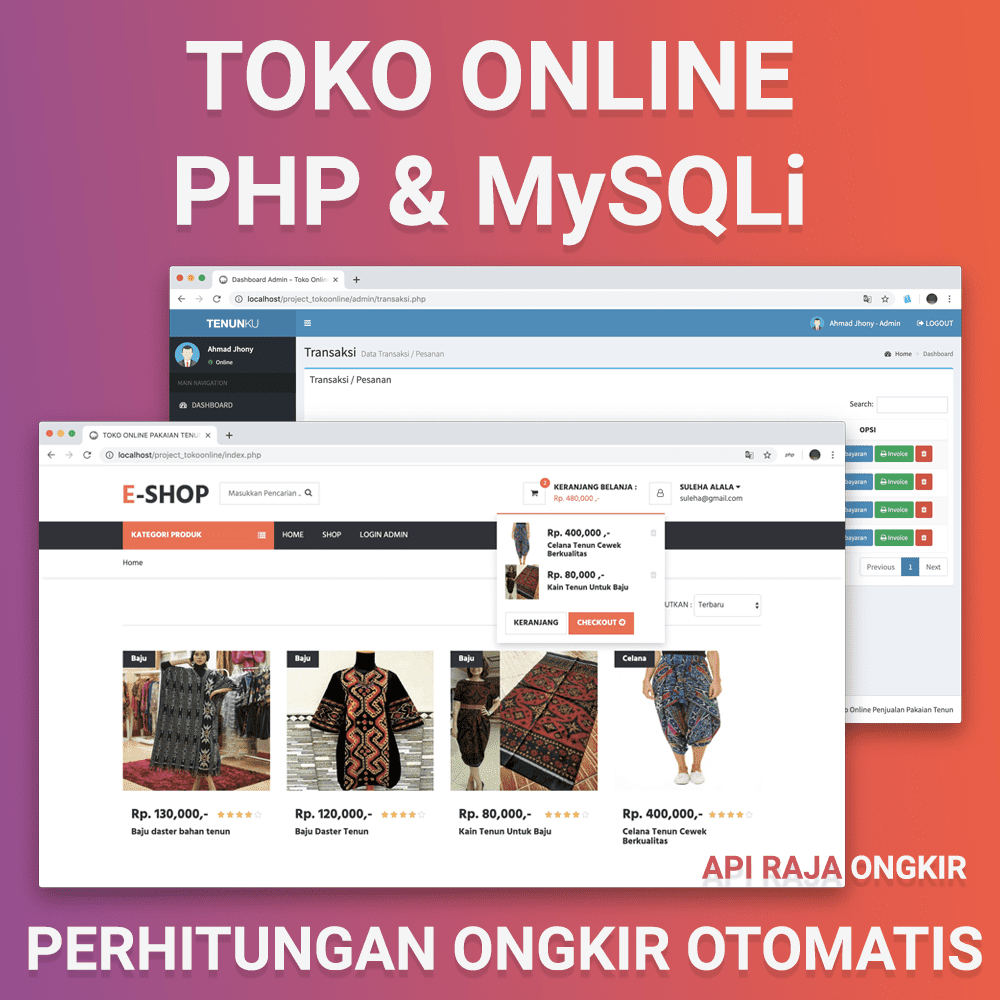 TOKO ONLINE
PHP & MySQLi
Dashboard Admin - Toko Onlin
localhost/project_tokoonline/admin/transaksi.php
TENUNKU
Ahmad Jhony - Admin
LOGOUT
Ahmad Jhony
Online
MAIN NAVIGATION
DASHBOARD
Transaksi Data Transaksi / Pesanan
Home > Dashboard
Transaksi / Pesanan
Search:
OPSI
bayaran Invoice
bayaran Invoice
bayaran Invoice
bayaran Invoice
Previous 1 Next
o Online Penjualan Pakaian Tenun
TOKO ONLINE PAKAIAN TENUN
localhost/project_tokoonline/index.php
php
E-SHOP
Masukkan Pencarian ..
2
KERANJANG BELANJA :
Rp. 480,000 ,-
SULEHA ALALA
suleha@gmail.com
KATEGORI PRODUK
HOME SHOP LOGIN ADMIN
Home
Rp. 400,000 ,-
Celana Tenun Cewek
Berkualitas
Rp. 80,000 ,-
Kain Tenun Untuk Baju
KERANJANG CHECKOUT
UTKAN : Terbaru
Baju
Rp. 130,000,-
Baju daster bahan tenun
Baju
Rp. 120,000,-
Baju Daster Tenun
Baju
Rp. 80,000,-
Kain Tenun Untuk Baju
Celana
Rp. 400,000,-
Celana Tenun Cewek
Berkualitas
API RAJA ONGKIR
PERHITUNGAN ONGKIR OTOMATIS